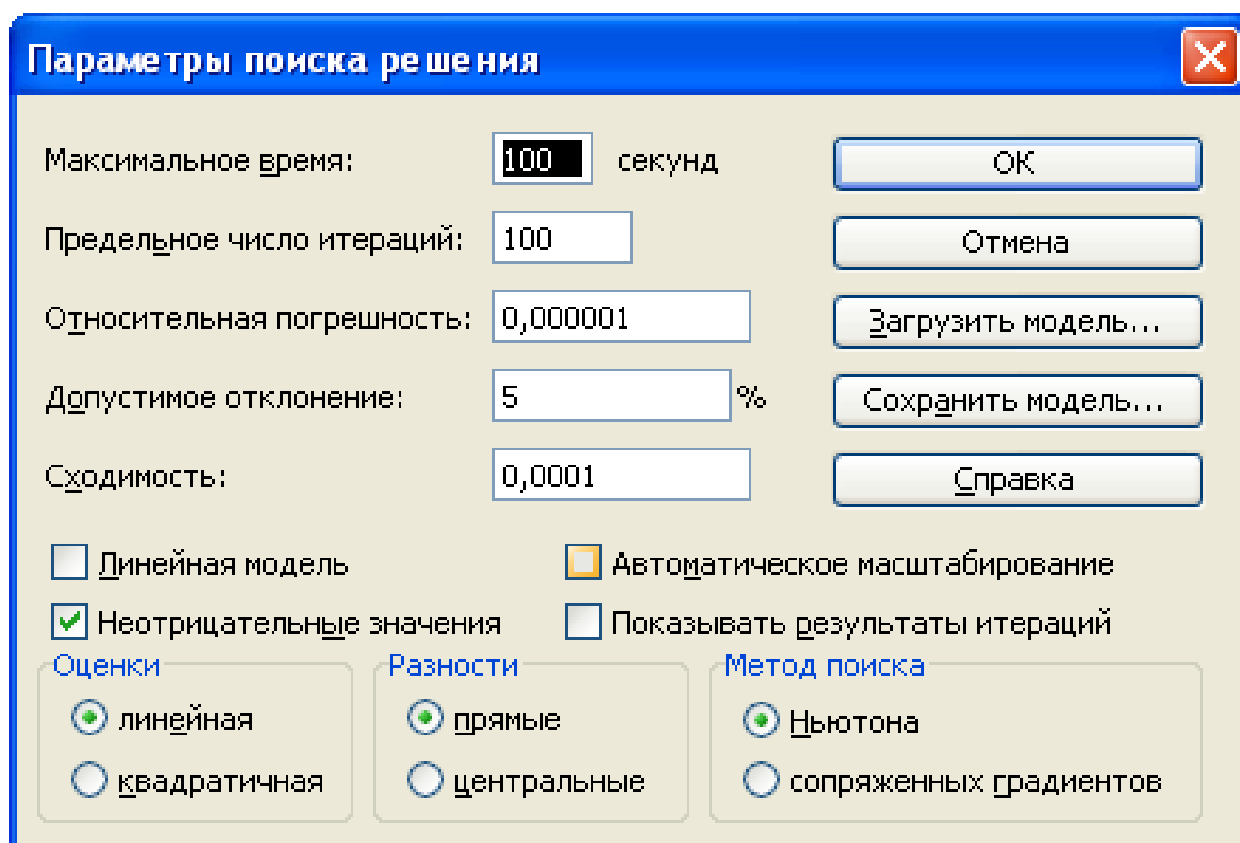 Параметры поиска решения
Максимальное время: 100 секунд OK
Предельное число итераций: 100 Отмена
Относительная погрешность: 0,000001 Загрузить модель...
Допустимое отклонение: 5 % Сохранить модель...
Сходимость: 0,0001 Справка
Линейная модель Автоматическое масштабирование
Неотрицательные значения Показывать результаты итераций
Оценки Разности Метод поиска
линейная прямые Ньютона
квадратичная центральные сопряженных градиентов